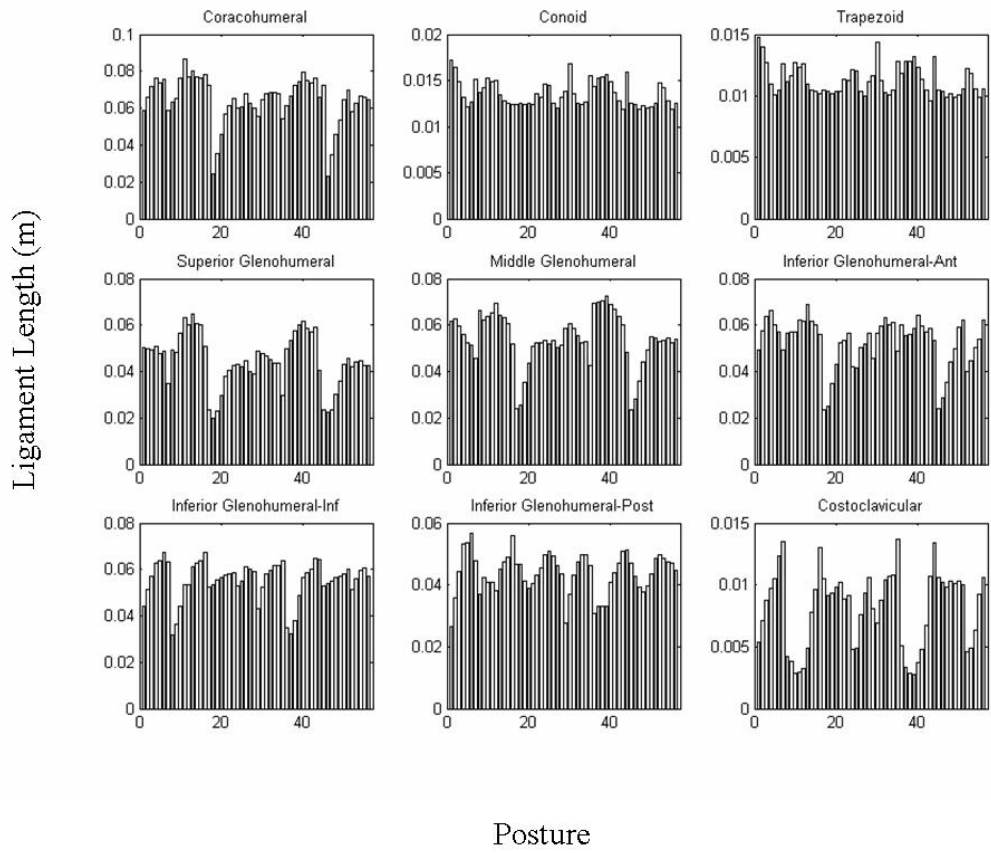 Coracohumeral
0.1
0.08
0.06
0.04
0.02
0
0 20 40
Conoid
0.02
0.015
0.01
0.005
0
0 20 40
Trapezoid
0.015
0.01
0.005
0
0 20 40
Ligament Length (m)
Superior Glenohumeral
0.08
0.06
0.04
0.02
0
0 20 40
Middle Glenohumeral
0.08
0.06
0.04
0.02
0
0 20 40
Inferior Glenohumeral-Ant
0.08
0.06
0.04
0.02
0
0 20 40
Inferior Glenohumeral-Inf
0.08
0.06
0.04
0.02
0
0 20 40
Inferior Glenohumeral-Post
0.06
0.04
0.02
0
0 20 40
Costoclavicular
0.015
0.01
0.005
0
0 20 40
Posture